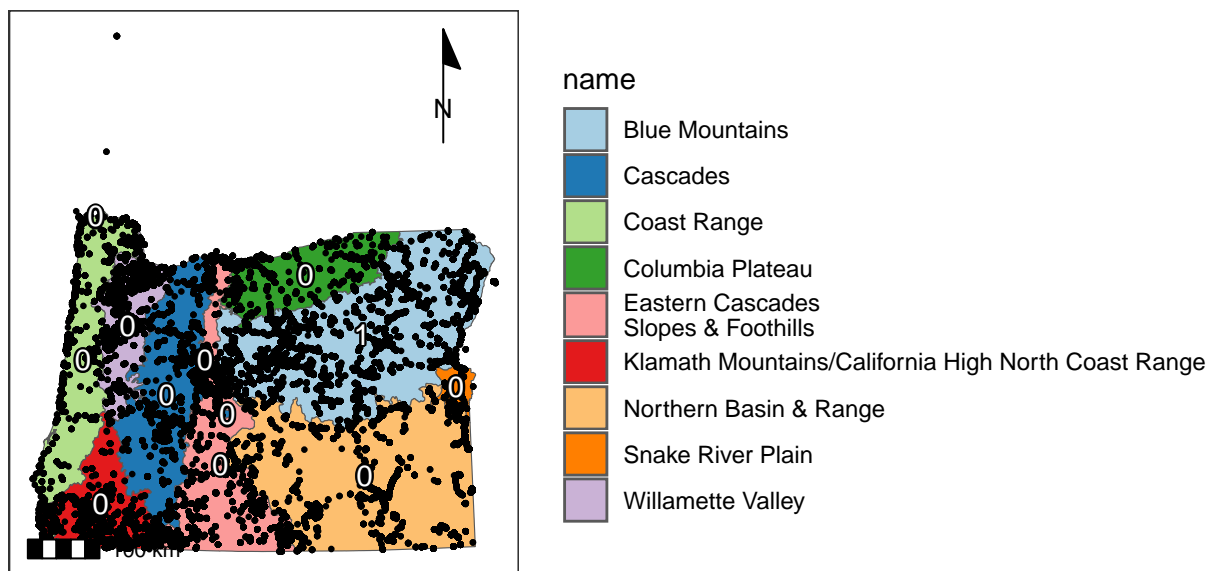 N
name
Blue Mountains
Cascades
Coast Range
Columbia Plateau
Eastern Cascades
Slopes & Foothills
Klamath Mountains/California High North Coast Range
Northern Basin & Range
Snake River Plain
Willamette Valley
0
0
0
1
0
0
0
0
0
0
0
0
100 km